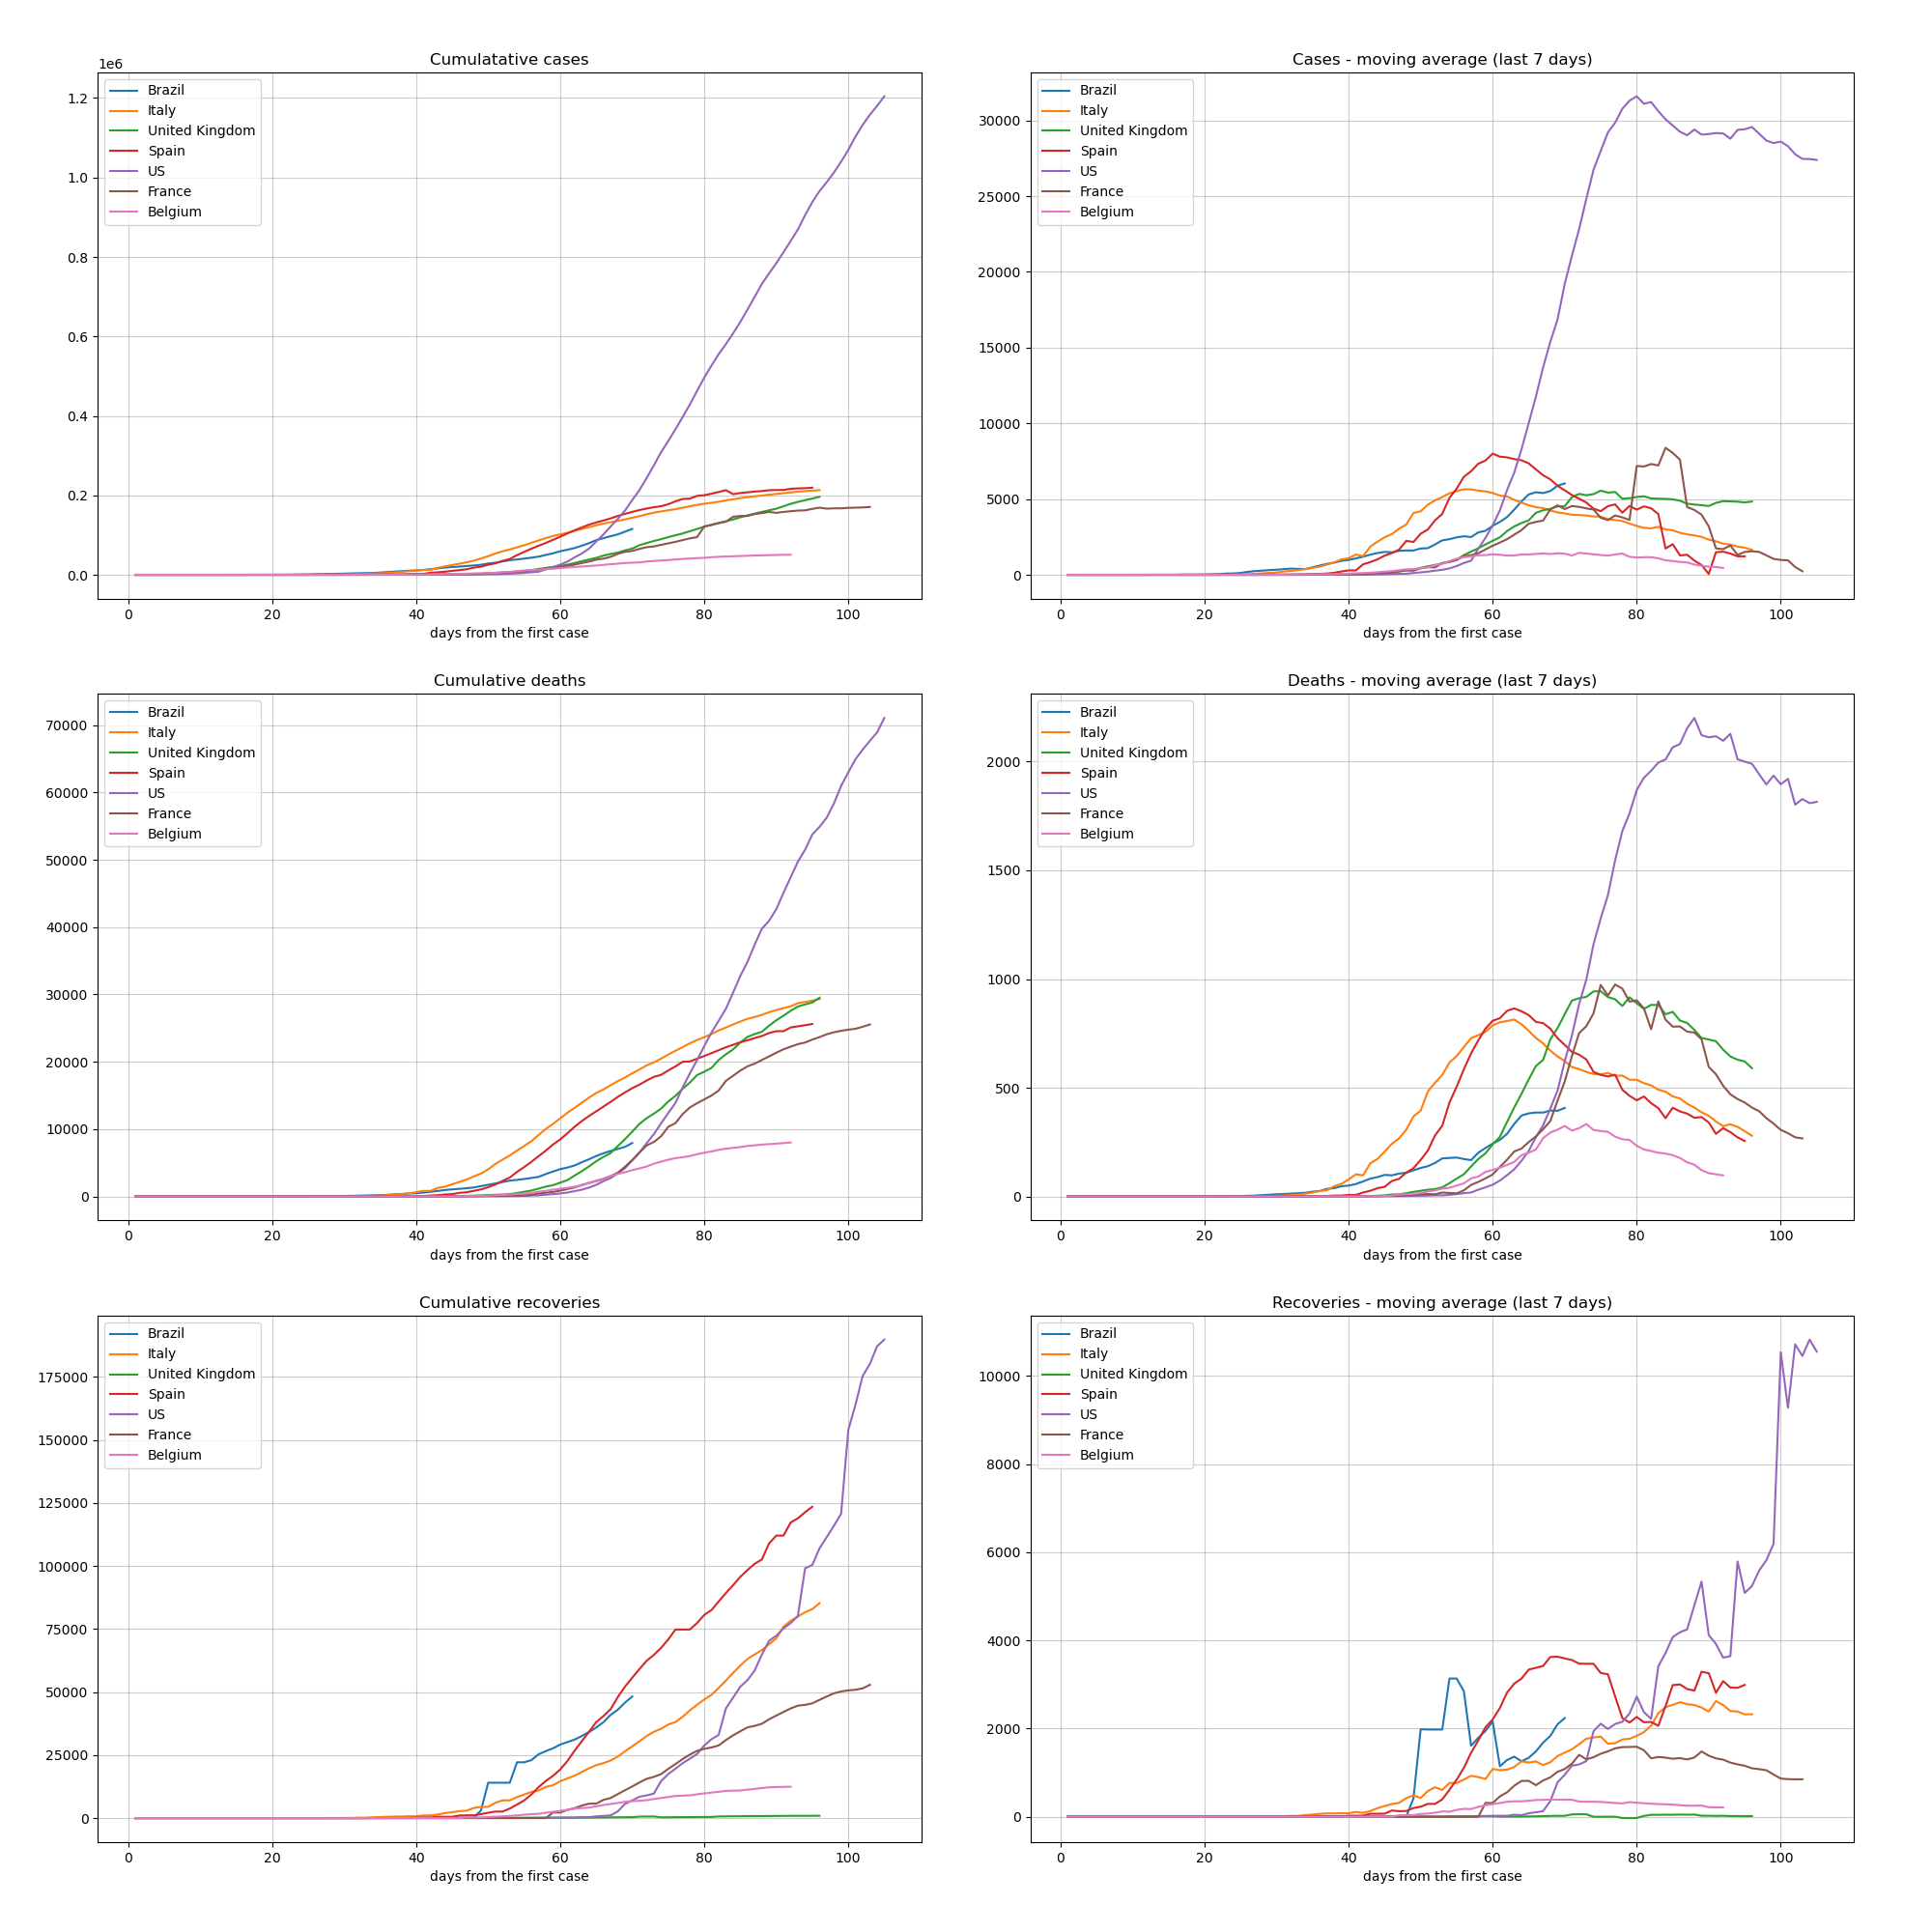 Cumulatative cases
1e6
Brazil
Italy
United Kingdom
Spain
US
France
Belgium
1.2
1.0
0.8
0.6
0.4
0.2
0.0
0 20 40 60 80 100
days from the first case
Cases - moving average (last 7 days)
Brazil
Italy
United Kingdom
Spain
US
France
Belgium
30000
25000
20000
15000
10000
5000
0
0 20 40 60 80 100
days from the first case
Cumulative deaths
Brazil
Italy
United Kingdom
Spain
US
France
Belgium
70000
60000
50000
40000
30000
20000
10000
0
0 20 40 60 80 100
days from the first case
Deaths - moving average (last 7 days)
Brazil
Italy
United Kingdom
Spain
US
France
Belgium
2000
1500
1000
500
0
0 20 40 60 80 100
days from the first case
Cumulative recoveries
Brazil
Italy
United Kingdom
Spain
US
France
Belgium
175000
150000
125000
100000
75000
50000
25000
0
0 20 40 60 80 100
days from the first case
Recoveries - moving average (last 7 days)
Brazil
Italy
United Kingdom
Spain
US
France
Belgium
10000
8000
6000
4000
2000
0
0 20 40 60 80 100
days from the first case